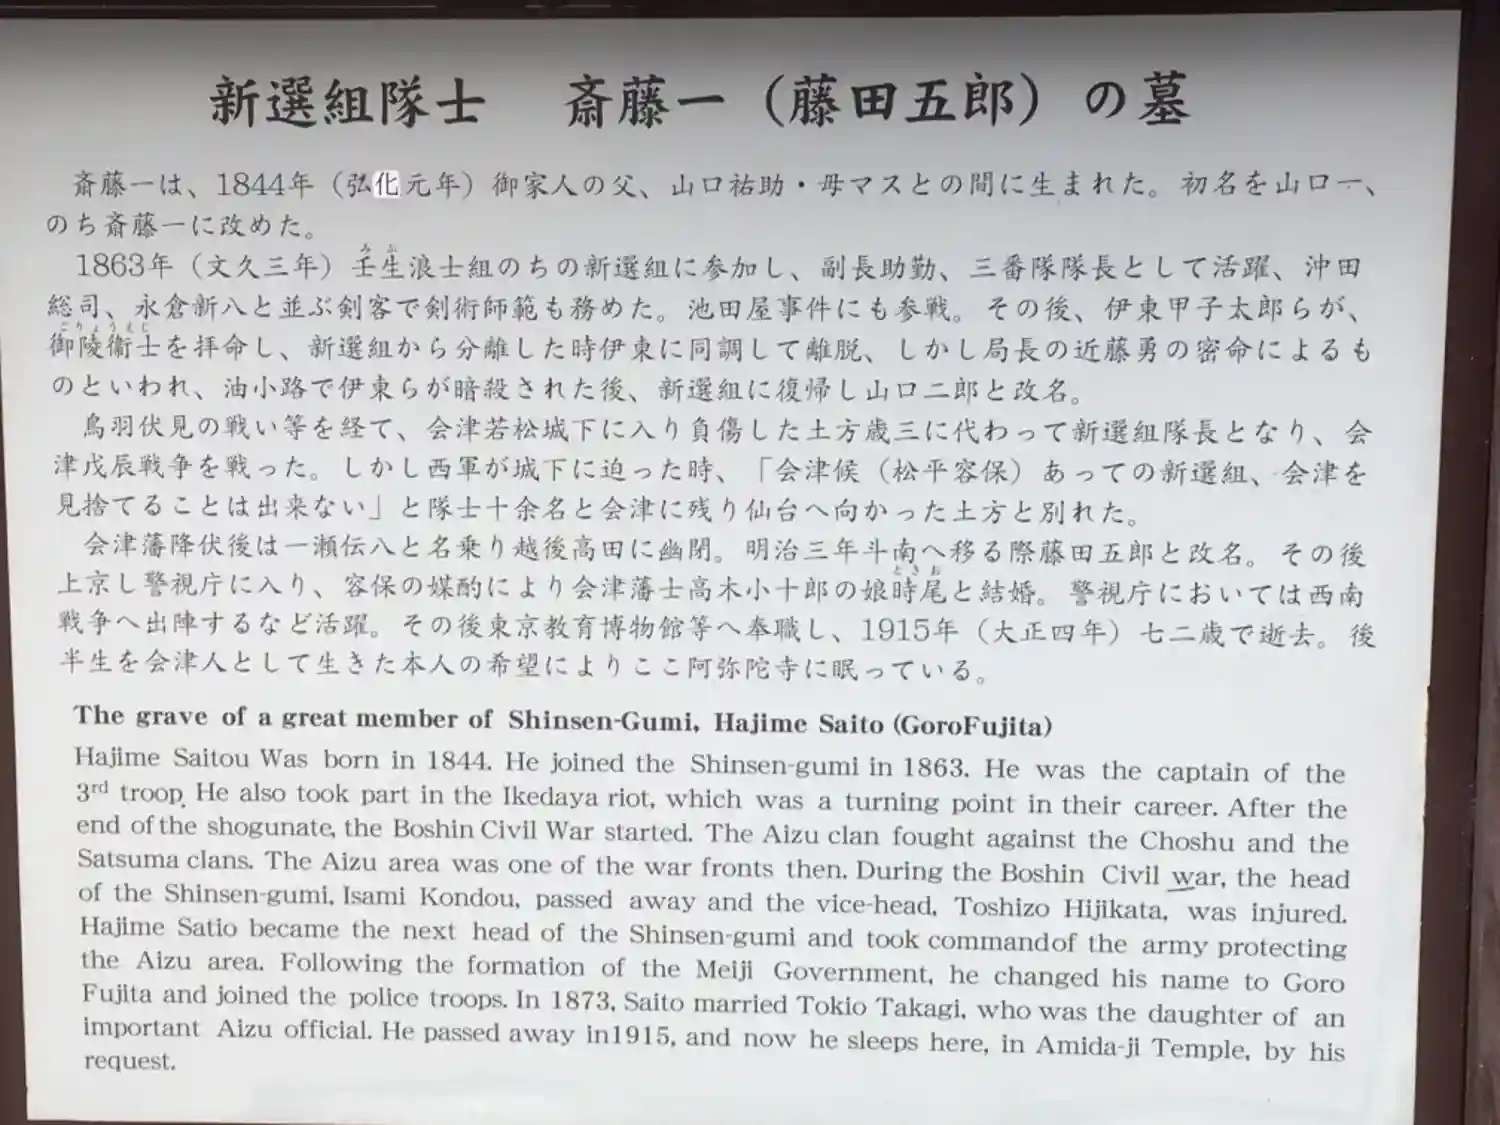 新選組隊士　斎藤一（藤田五郎）の墓
斎藤一は、1844年（弘化元年）御家人の父、山口祐助・母マスとの間に生まれた。初名を山口一、
のち斎藤一に改めた。
みぶ
1863年（文久三年）壬生浪士組のちの新選組に参加し、副長助勤、三番隊隊長として活躍、沖田
総司、永倉新八と並ぶ剣客で剣術師範も務めた。池田屋事件にも参戦。その後、伊東甲子太郎らが、
ごりょうえじ
御陵衛士を拝命し、新選組から分離した時伊東に同調して離脱、しかし局長の近藤勇の密命によるも
のといわれ、油小路で伊東らが暗殺された後、新選組に復帰し山口二郎と改名。
鳥羽伏見の戦い等を経て、会津若松城下に入り負傷した土方歳三に代わって新選組隊長となり、会
津戊辰戦争を戦った。しかし西軍が城下に迫った時、「会津候（松平容保）あっての新選組、会津を
見捨てることは出来ない」と隊士十余名と会津に残り仙台へ向かった土方と別れた。
会津藩降伏後は一瀬伝八と名乗り越後高田に幽閉。明治三年斗南へ移る際藤田五郎と改名。その後
ときお
上京し警視庁に入り、容保の媒酌により会津藩士高木小十郎の娘時尾と結婚。警視庁においては西南
戦争へ出陣するなど活躍。その後東京教育博物館等へ奉職し、1915年（大正四年）七二歳で逝去。後
半生を会津人として生きた本人の希望によりここ阿弥陀寺に眠っている。
The grave of a great member of Shinsen-Gumi, Hajime Saito (GoroFujita)
Hajime Saitou Was born in 1844. He joined the Shinsen-gumi in 1863. He was the captain of the
3rd troop. He also took part in the Ikedaya riot, which was a turning point in their career. After the
end of the shogunate, the Boshin Civil War started. The Aizu clan fought against the Choshu and the
Satsuma clans. The Aizu area was one of the war fronts then. During the Boshin Civil war, the head
of the Shinsen-gumi, Isami Kondou, passed away and the vice-head, Toshizo Hijikata, was injured.
Hajime Satio became the next head of the Shinsen-gumi and took commandof the army protecting
the Aizu area. Following the formation of the Meiji Government, he changed his name to Goro
Fujita and joined the police troops. In 1873, Saito married Tokio Takagi, who was the daughter of an
important Aizu official. He passed away in1915, and now he sleeps here, in Amida-ji Temple, by his
request.